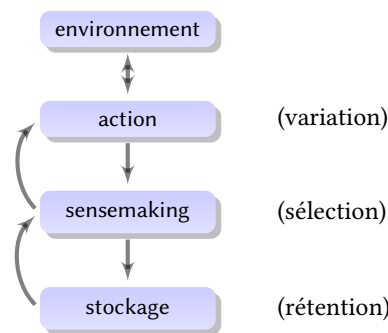 environnement
action (variation)
sensemaking (sélection)
stockage (rétention)